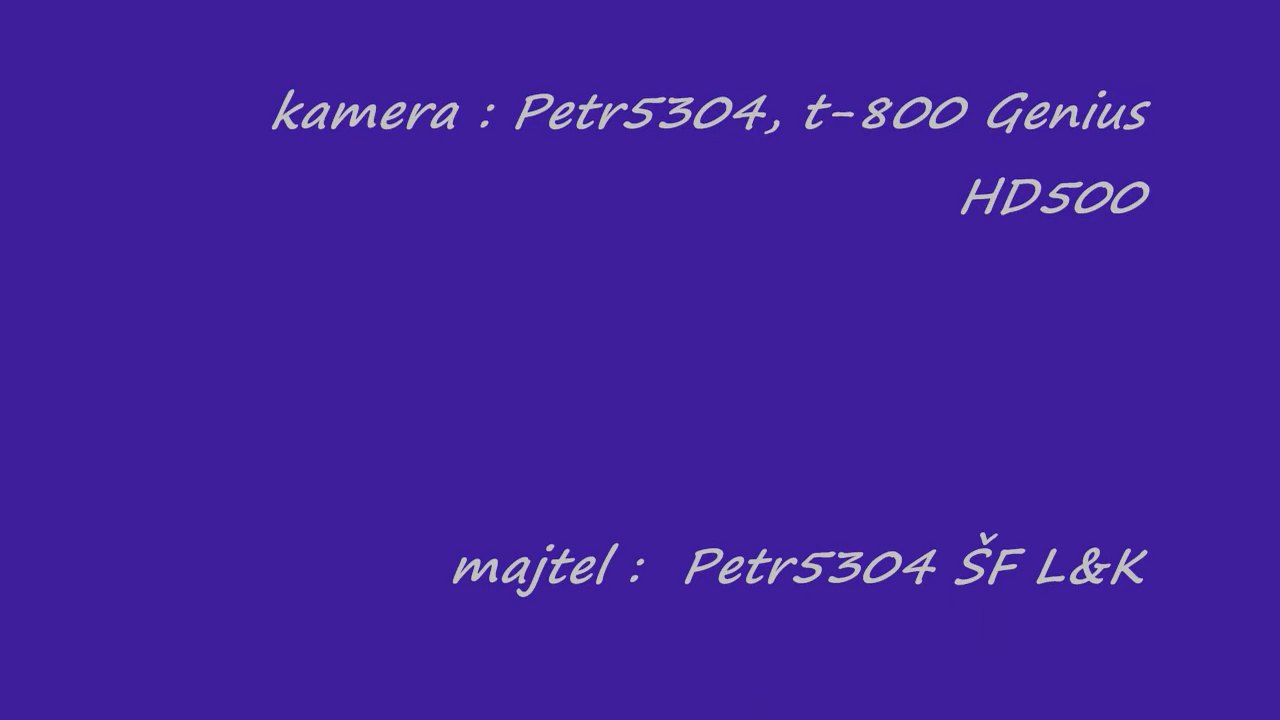 kamera : Petr5304, t-800 Genius
HD500
majtel : Petr5304 ŠF L&K